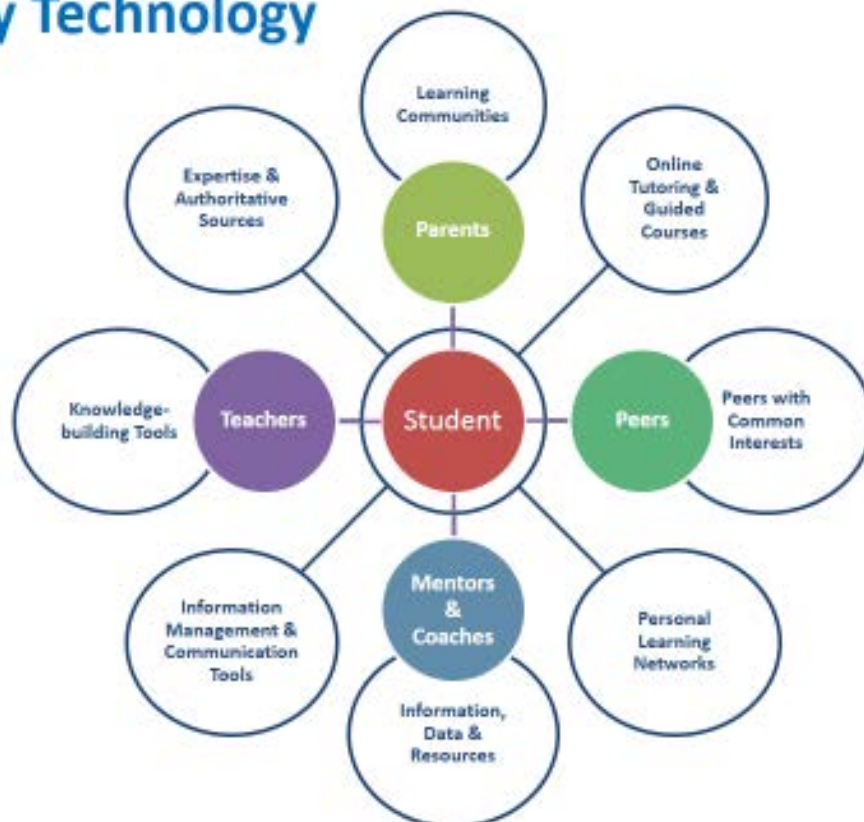 y Technology
Learning
Communities
Expertise &
Authoritative
Sources
Online
Tutoring &
Guided
Courses
Parents
Knowledge-
building Tools
Teachers
Student
Peers
Peers with
Common
Interests
Mentors
&
Coaches
Information
Management &
Communication
Tools
Personal
Learning
Networks
Information,
Data &
Resources